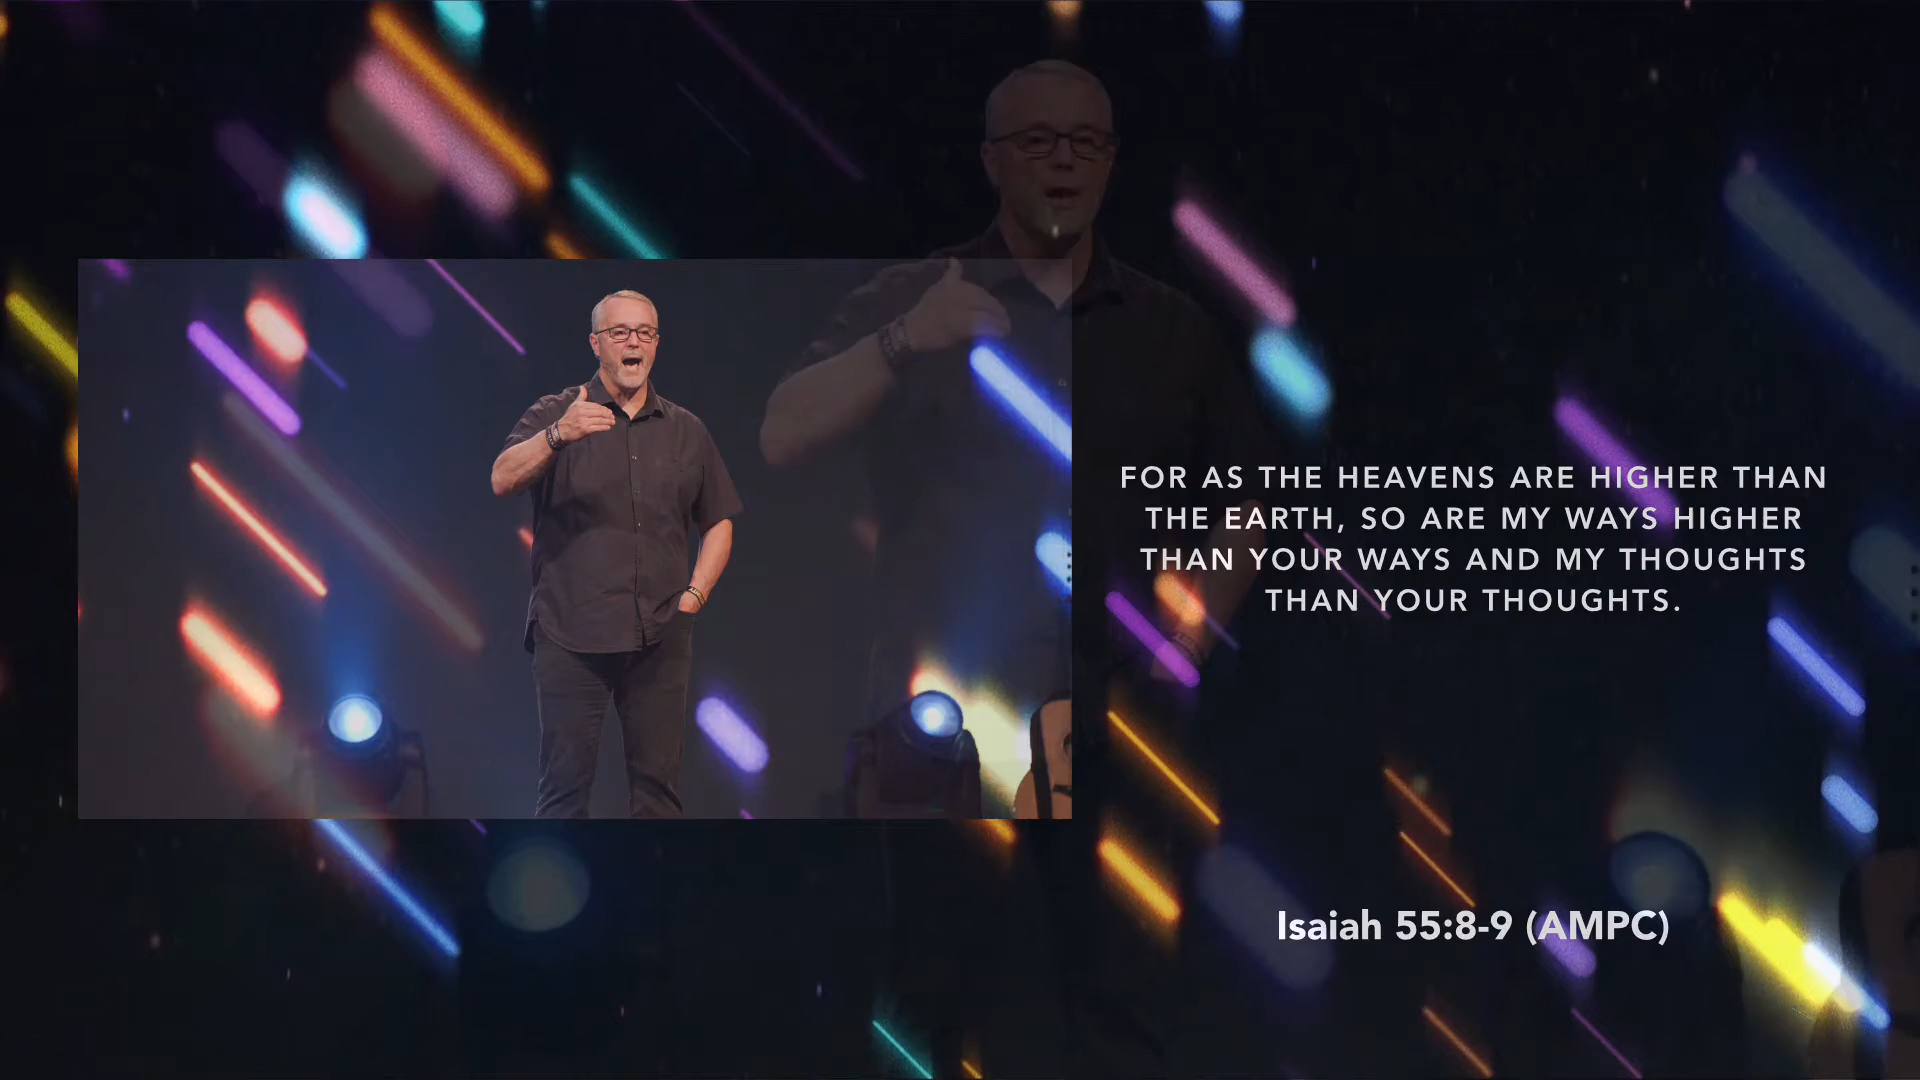 FOR AS THE HEAVENS ARE HIGHER THAN
THE EARTH, SO ARE MY WAYS HIGHER
THAN YOUR WAYS AND MY THOUGHTS
THAN YOUR THOUGHTS.
Isaiah 55:8-9 (AMPC)